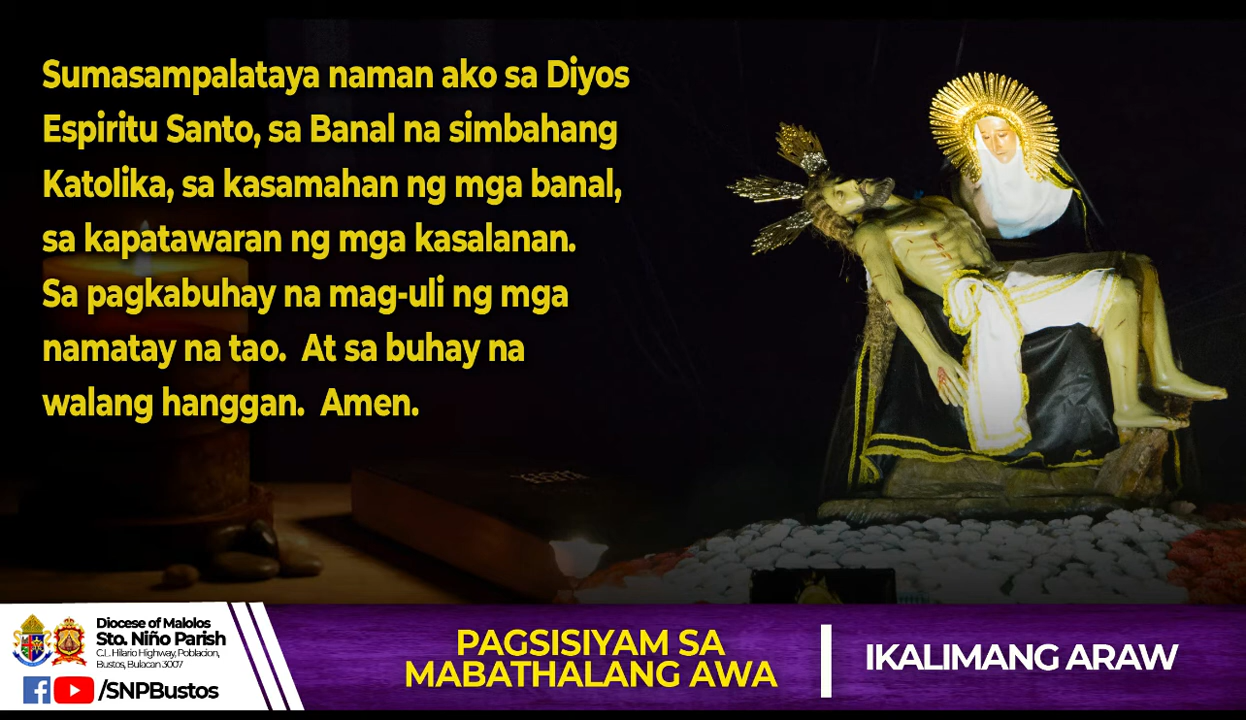 Sumasampalataya naman ako sa Diyos
Espiritu Santo, sa Banal na simbahang
Katolika, sa kasamahan ng mga banal,
sa kapatawaran ng mga kasalanan.
Sa pagkabuhay na mag-uli ng mga
namatay na tao. At sa buhay na
walang hanggan. Amen.
Diocese of Malolos
Sto. Niño Parish
C.L. Hilario Highway, Poblacion,
Bustos, Bulacan 3007
/SNPBustos
PAGSISIYAM SA
MABATHALANG AWA
IKALIMANG ARAW